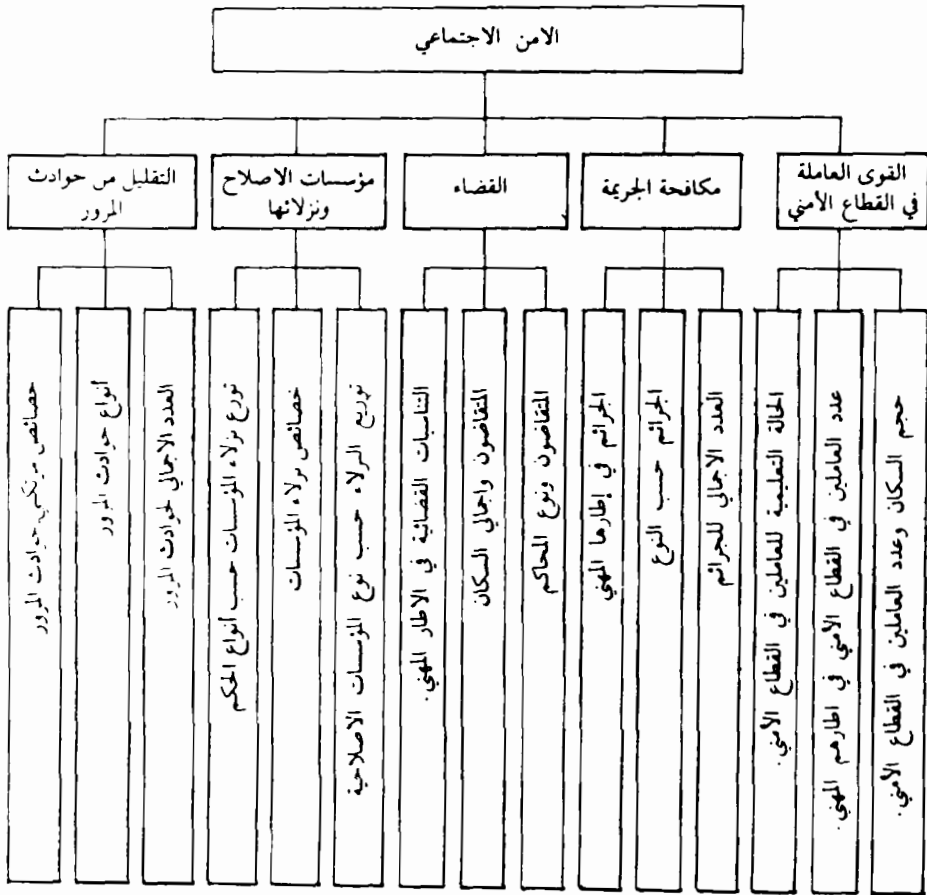 الامن الاجتماعي
القوى العاملة
في القطاع الأمني
مكافحة الجريمة
القضاء
مؤسسات الاصلاح
ونزلائها
التقليل من حوادث
المرور
حجم السكان وعدد العاملين في القطاع الأمني.
عدد العاملين في القطاع الأمني في اطارهم المهني.
الحالة التعليمية للعاملين في القطاع الأمني.
العدد الاجمالي للجرائم
الجرائم حسب النوع
الجرائم في إطارها المهني
المتقاضون ونوع المحاكم
المتقاضون واجمالي السكان
التناسبات القضائية في الاطار المهني.
توزيع النزلاء حسب نوع المؤسسات الاصلاحية
خصائص نزلاء المؤسسات
توزع نزلاء المؤسسات حسب أنواع الحكم
العدد الاجمالي لحوادث المرور
أنواع حوادث المرور
خصائص مرتكبي حوادث المرور